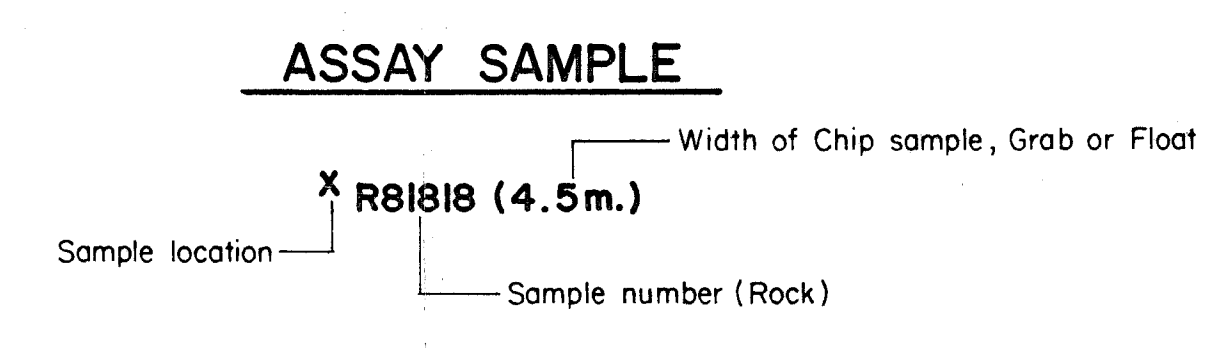 ASSAY SAMPLE
Width of Chip sample, Grab or Float
X R81818 (4.5m.)
Sample location
Sample number (Rock)